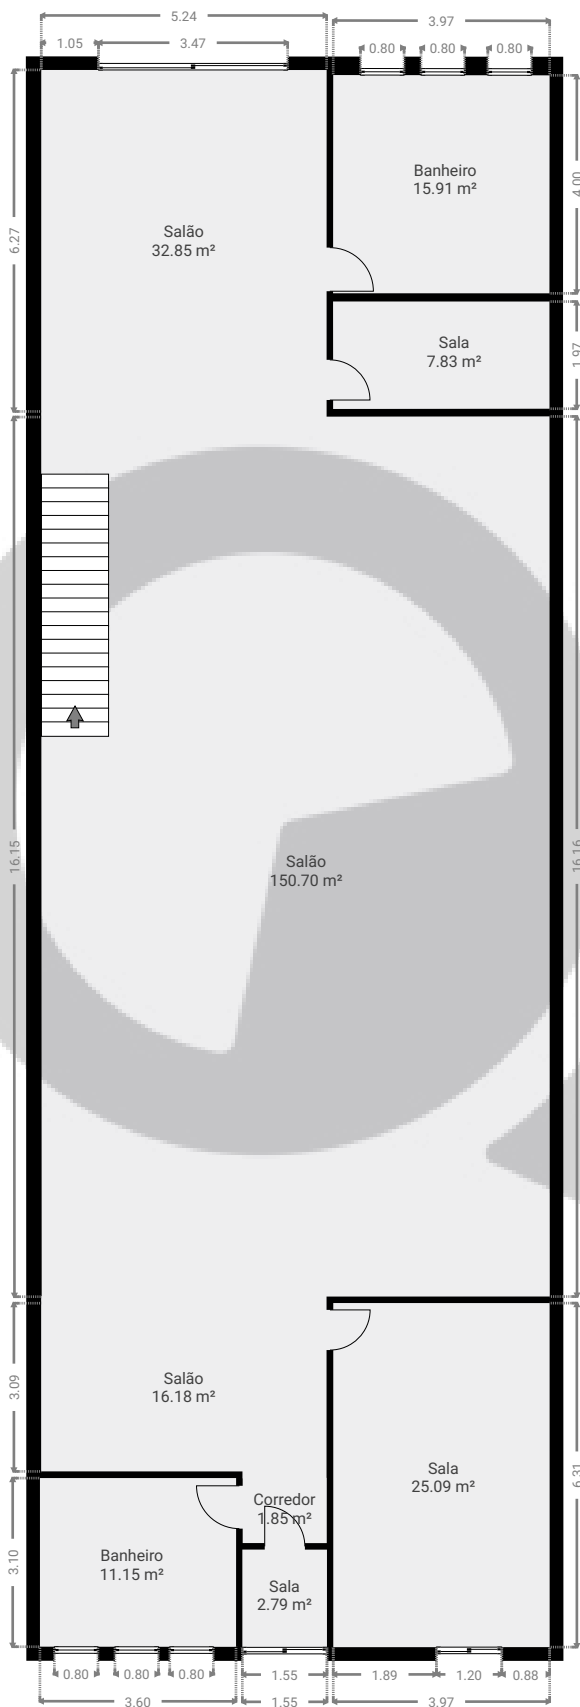 5.24
3.97
1.05
3.47
0.80
0.80
0.80
Banheiro
15.91 m²
4.00
Salão
32.85 m²
6.27
Sala
7.83 m²
1.97
16.15
Salão
150.70 m²
16.16
3.09
Salão
16.18 m²
Sala
25.09 m²
6.31
Corredor
1.85 m²
3.10
Banheiro
11.15 m²
Sala
2.79 m²
0.80
0.80
0.80
1.55
1.89
1.20
0.88
3.60
1.55
3.97